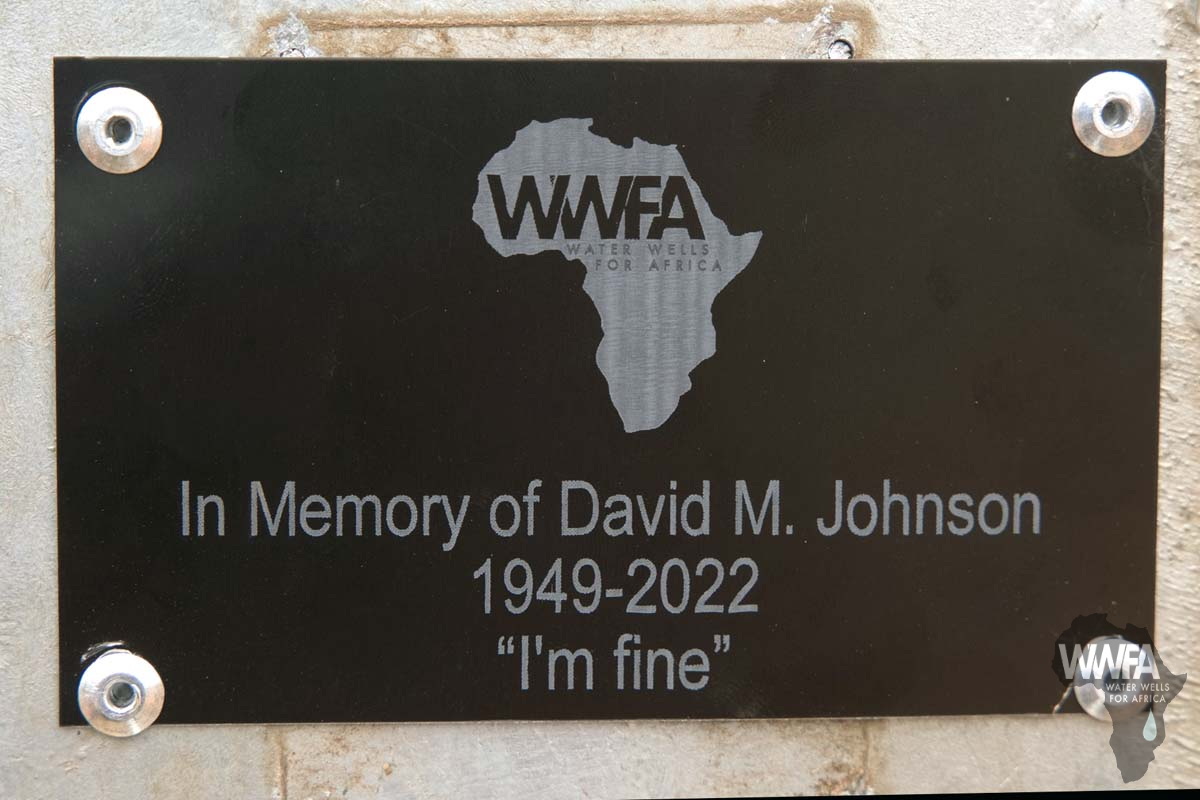 WWFA
WATER WELLS
FOR AFRICA
In Memory of David M. Johnson
1949-2022
“I'm fine”
WWFA
WATER WELLS
FOR AFRICA